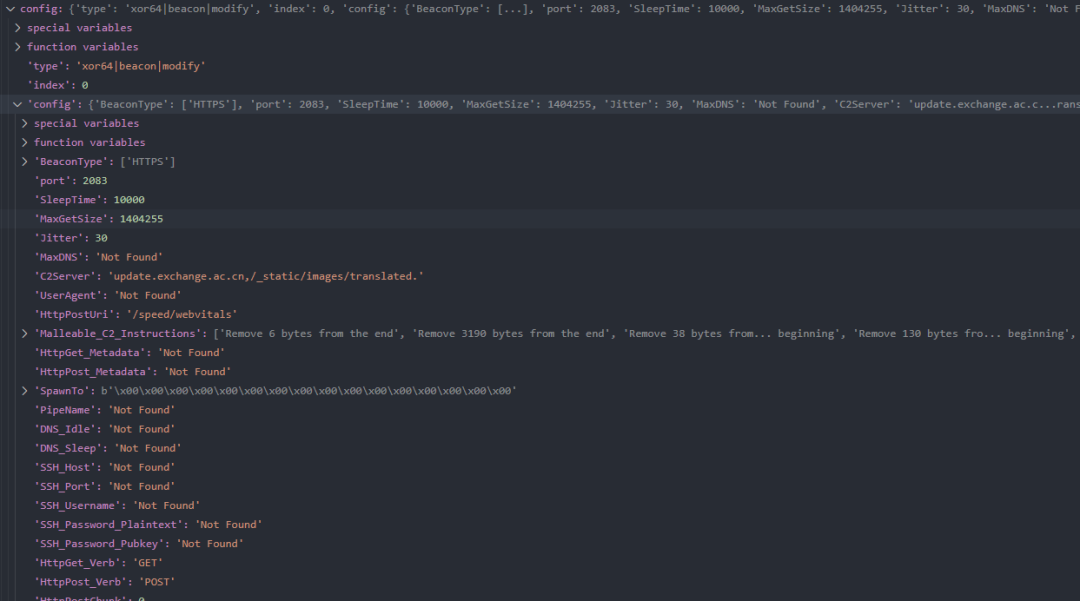 config: {'type': 'xor64|beacon|modify', 'index': 0, 'config': {'BeaconType': [...], 'port': 2083, 'SleepTime': 10000, 'MaxGetSize': 1404255, 'Jitter': 30, 'MaxDNS': 'Not F
special variables
function variables
'type': 'xor64|beacon|modify'
'index': 0
'config': {'BeaconType': ['HTTPS'], 'port': 2083, 'SleepTime': 10000, 'MaxGetSize': 1404255, 'Jitter': 30, 'MaxDNS': 'Not Found', 'C2Server': 'update.exchange.ac.c...rans
special variables
function variables
'BeaconType': ['HTTPS']
'port': 2083
'SleepTime': 10000
'MaxGetSize': 1404255
'Jitter': 30
'MaxDNS': 'Not Found'
'C2Server': 'update.exchange.ac.cn,/_static/images/translated.'
'UserAgent': 'Not Found'
'HttpPostUri': '/speed/webvitals'
'Malleable_C2_Instructions': ['Remove 6 bytes from the end', 'Remove 3190 bytes from the end', 'Remove 38 bytes from... beginning', 'Remove 130 bytes fro... beginning',
'HttpGet_Metadata': 'Not Found'
'HttpPost_Metadata': 'Not Found'
'SpawnTo': b'\x00\x00\x00\x00\x00\x00\x00\x00\x00\x00\x00\x00\x00\x00\x00\x00'
'PipeName': 'Not Found'
'DNS_Idle': 'Not Found'
'DNS_Sleep': 'Not Found'
'SSH_Host': 'Not Found'
'SSH_Port': 'Not Found'
'SSH_Username': 'Not Found'
'SSH_Password_Plaintext': 'Not Found'
'SSH_Password_Pubkey': 'Not Found'
'HttpGet_Verb': 'GET'
'HttpPost_Verb': 'POST'
'HttpPostChunk': 0